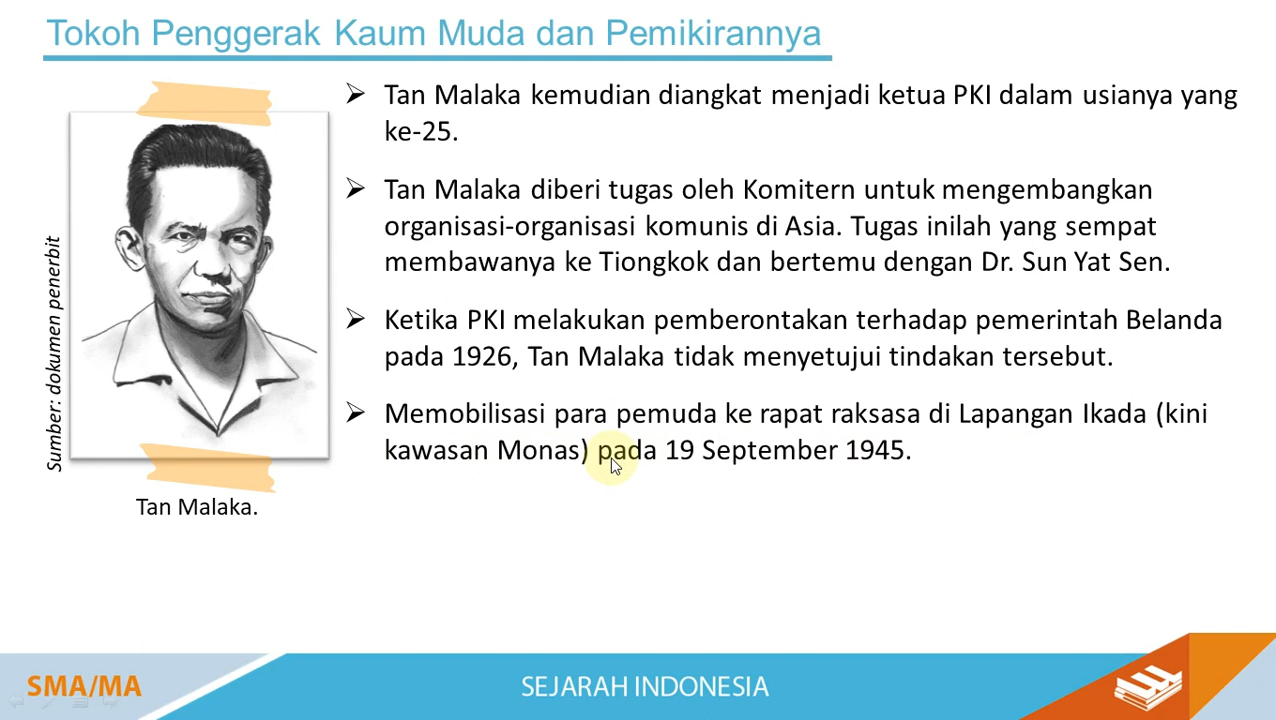 Tokoh Penggerak Kaum Muda dan Pemikirannya
➢ Tan Malaka kemudian diangkat menjadi ketua PKI dalam usianya yang
ke-25.
➢ Tan Malaka diberi tugas oleh Komitern untuk mengembangkan
organisasi-organisasi komunis di Asia. Tugas inilah yang sempat
membawanya ke Tiongkok dan bertemu dengan Dr. Sun Yat Sen.
➢ Ketika PKI melakukan pemberontakan terhadap pemerintah Belanda
pada 1926, Tan Malaka tidak menyetujui tindakan tersebut.
➢ Memobilisasi para pemuda ke rapat raksasa di Lapangan Ikada (kini
kawasan Monas) pada 19 September 1945.
Sumber: dokumen penerbit
Tan Malaka.
SMA/MA
SEJARAH INDONESIA